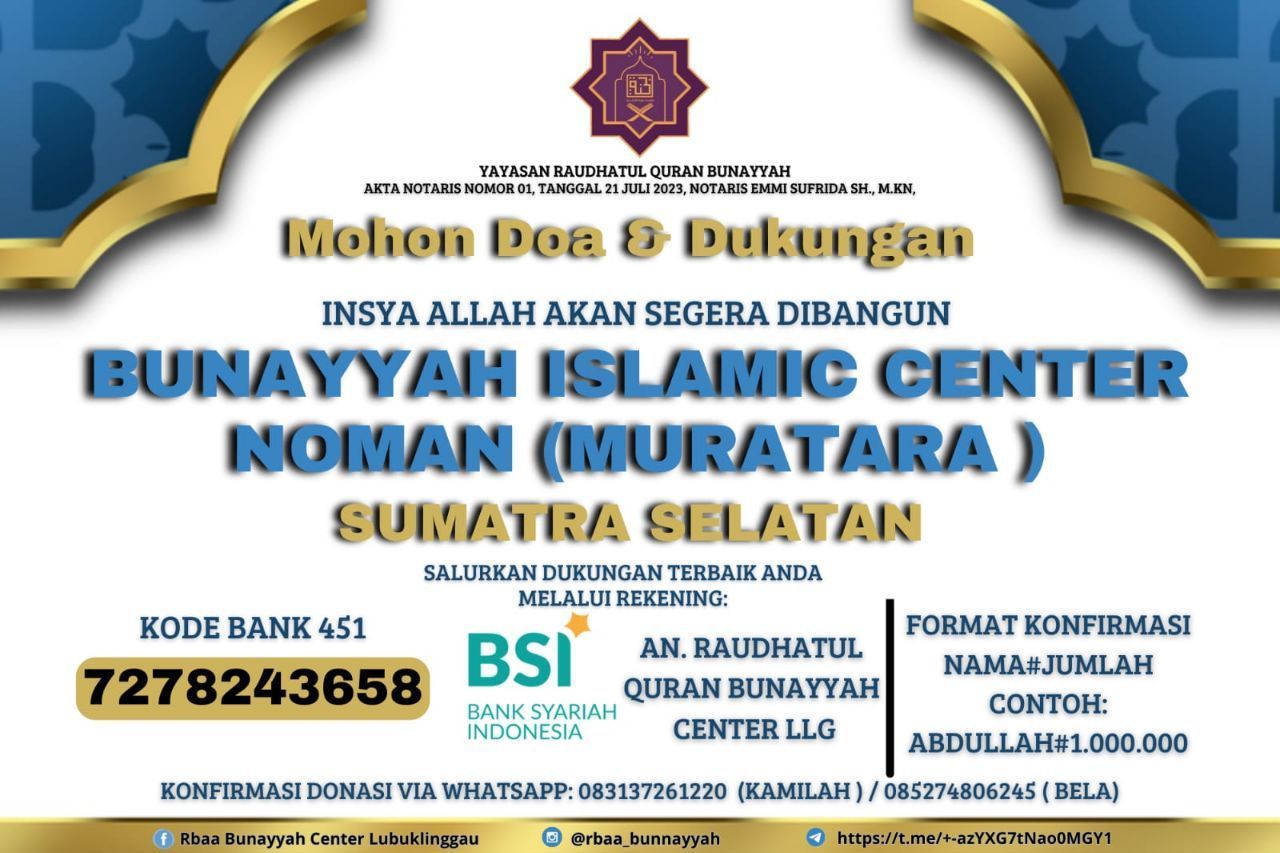 YAYASAN RAUDHATUL QURAN BUNAYYAH
AKTA NOTARIS NOMOR 01, TANGGAL 21 JULI 2023, NOTARIS EMMI SUFRIDA SH., M.KN,
Mohon Doa & Dukungan
INSYA ALLAH AKAN SEGERA DIBANGUN
BUNAYYAH ISLAMIC CENTER
NOMAN (MURATARA )
SUMATRA SELATAN
SALURKAN DUKUNGAN TERBAIK ANDA
MELALUI REKENING:
KODE BANK 451
7278243658
BSI
BANK SYARIAH
INDONESIA
AN. RAUDHATUL
QURAN BUNAYYAH
CENTER LLG
FORMAT KONFIRMASI
NAMA#JUMLAH
CONTOH:
ABDULLAH#1.000.000
KONFIRMASI DONASI VIA WHATSAPP: 083137261220 (KAMILAH ) / 085274806245 ( BELA)
Rbaa Bunayyah Center Lubuklinggau
@rbaa_bunnayyah
https://t.me/+-azYXG7tNao0MGY1